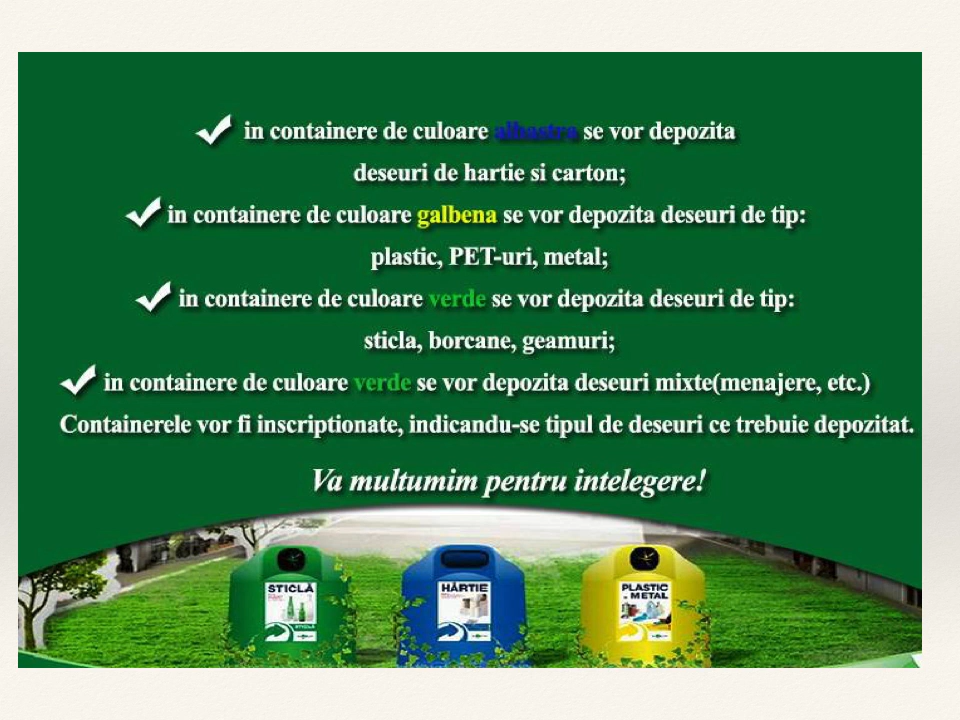 in containere de culoare albastra se vor depozita
deseuri de hartie si carton;
in containere de culoare galbena se vor depozita deseuri de tip:
plastic, PET-uri, metal;
in containere de culoare verde se vor depozita deseuri de tip:
sticla, borcane, geamuri;
in containere de culoare verde se vor depozita deseuri mixte(menajere, etc.)
Containerele vor fi inscriptionate, indicandu-se tipul de deseuri ce trebuie depozitat.
Va multumim pentru intelegere!
STICLĂ
STICLĂ
HÂRTIE
PLASTIC
METAL